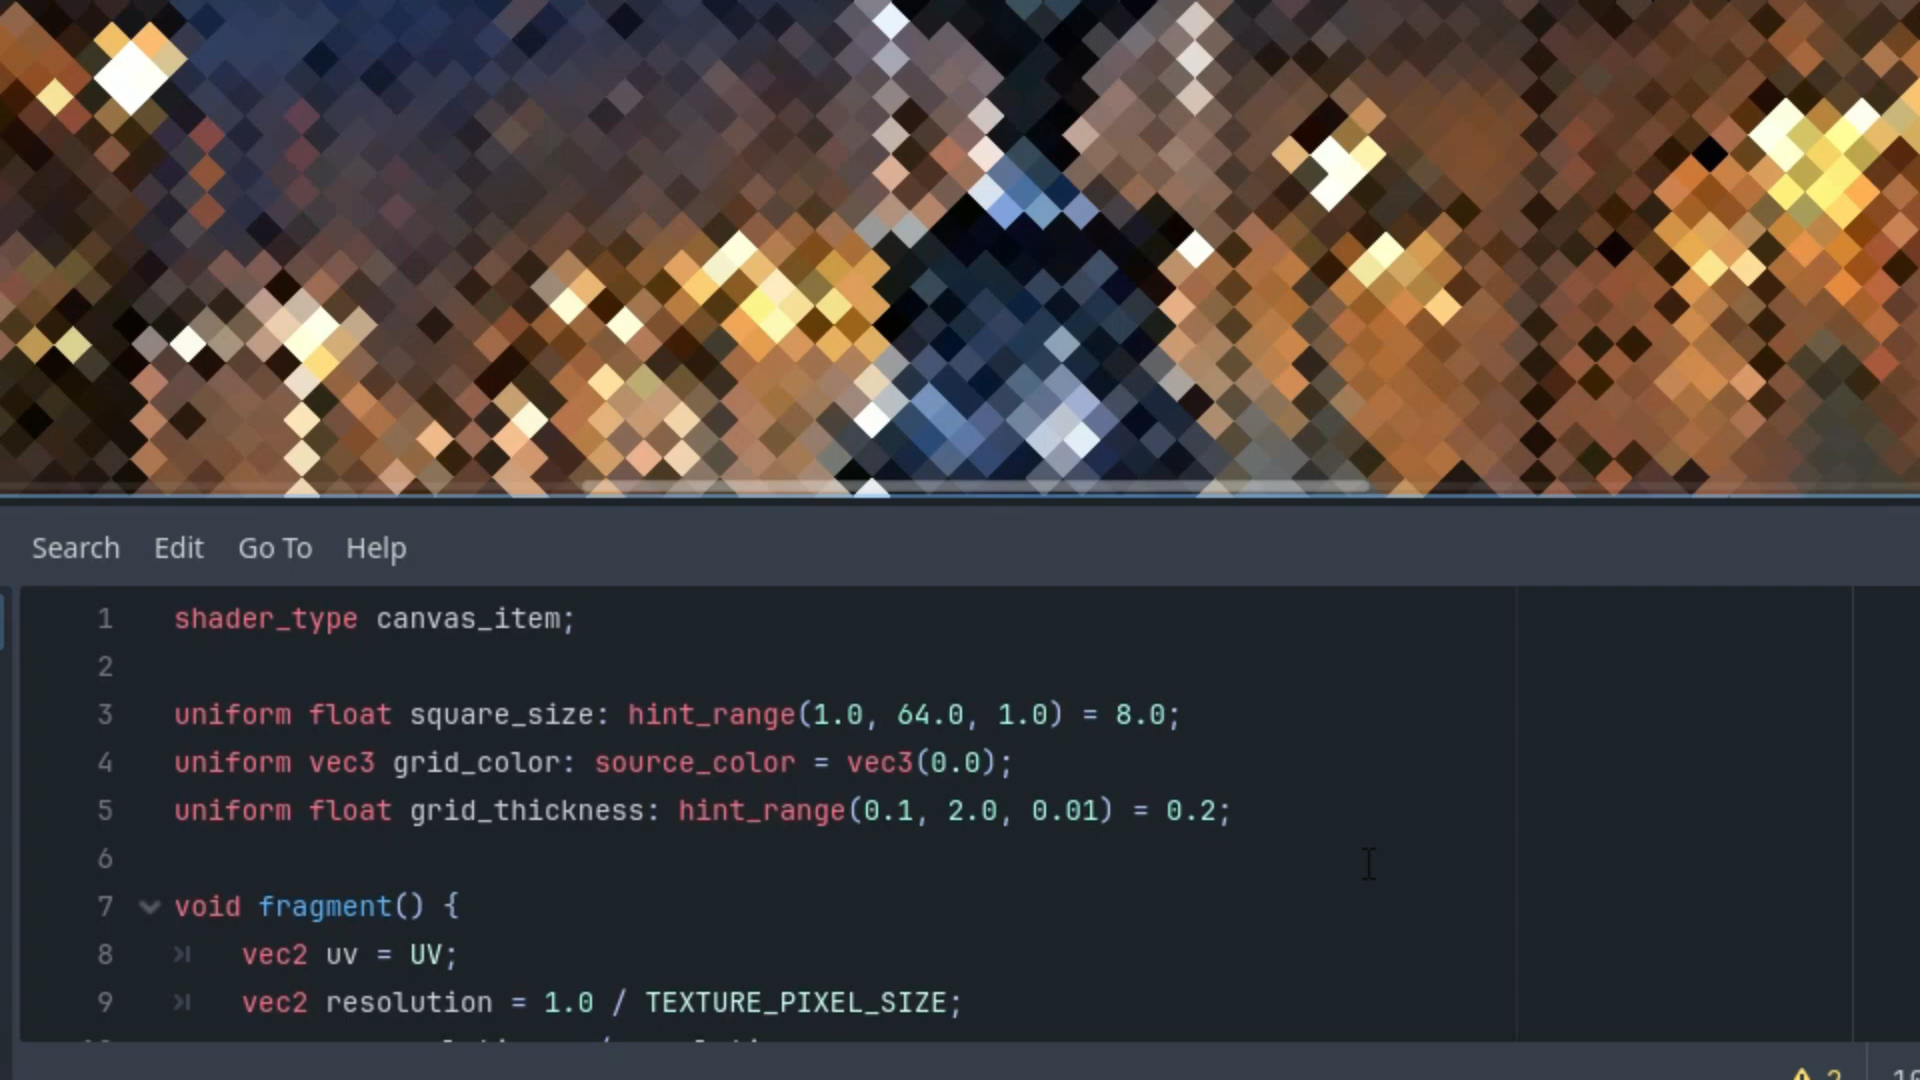 Search Edit Go To Help
1 shader_type canvas_item;
2
3 uniform float square_size: hint_range(1.0, 64.0, 1.0) = 8.0;
4 uniform vec3 grid_color: source_color = vec3(0.0);
5 uniform float grid_thickness: hint_range(0.1, 2.0, 0.01) = 0.2;
6
7 void fragment() {
8 vec2 uv = UV;
9 vec2 resolution = 1.0 / TEXTURE_PIXEL_SIZE;